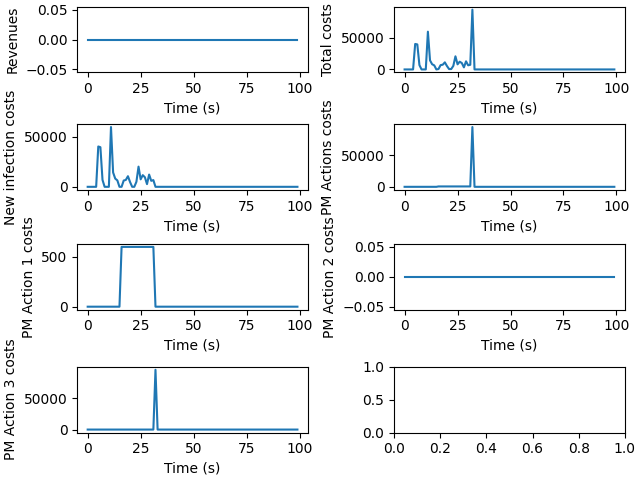 Revenues
0.05
0.00
−0.05
0 25 50 75 100
Time (s)
Total costs
50000
0
0 25 50 75 100
Time (s)
New infection costs
50000
0
0 25 50 75 100
Time (s)
PM Actions costs
50000
0
0 25 50 75 100
Time (s)
PM Action 1 costs
500
0
0 25 50 75 100
Time (s)
PM Action 2 costs
0.05
0.00
−0.05
0 25 50 75 100
Time (s)
PM Action 3 costs
50000
0
0 25 50 75 100
Time (s)
1.0
0.5
0.0
0.0 0.2 0.4 0.6 0.8 1.0